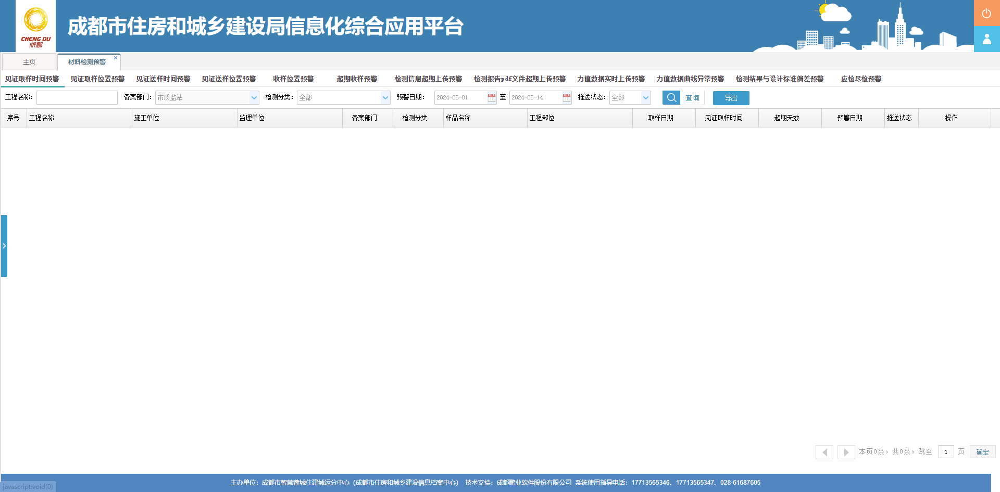 CHENG DU
成都
成都市住房和城乡建设局信息化综合应用平台
主页 材料检测预警 ×
见证取样时间预警 见证取样位置预警 见证送样时间预警 见证送样位置预警 收样位置预警 超期收样预警 检测信息超期上传预警 检测报告pdf文件超期上传预警 力值数据实时上传预警 力值数据曲线异常预警 检测结果与设计标准偏差预警 应检尽检预警
工程名称: 备案部门: 市质监站 检测分类: 全部 预警日期: 2024-05-01 至 2024-05-14 推送状态: 全部 查询 导出
序号 工程名称 施工单位 监理单位 备案部门 检测分类 样品名称 工程部位 取样日期 见证取样时间 超期天数 预警日期 推送状态 操作
本页0条，共0条，跳至 1 页 确定
主办单位：成都市智慧蓉城住建城运分中心（成都市住房和城乡建设信息档案中心） 技术支持：成都鹏业软件股份有限公司 系统使用指导电话：17713565346、17713565347、028-61687605
javascript:void(0)